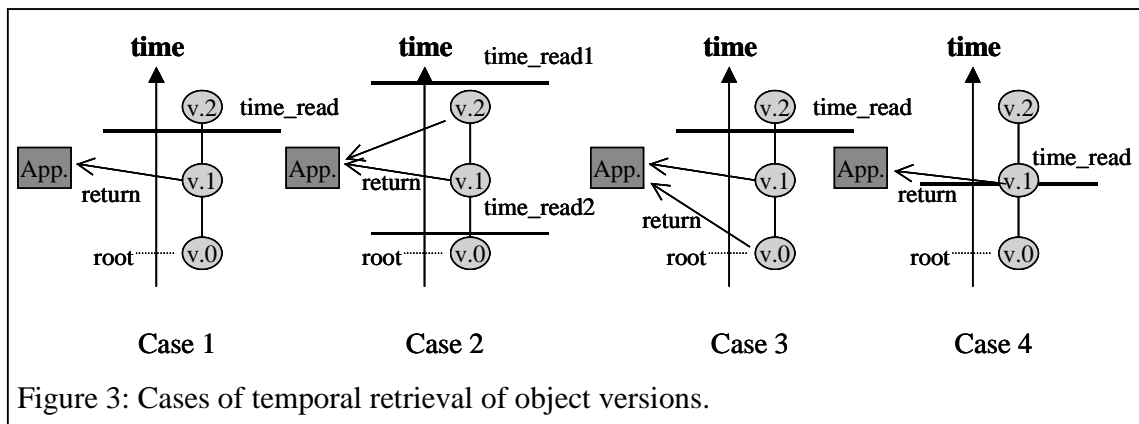 time
time_read
v.2
App.
v.1
return
root
v.0
Case 1
time
time_read1
v.2
App.
return
v.1
time_read2
root
v.0
Case 2
time
v.2
time_read
App.
v.1
return
root
v.0
Case 3
time
v.2
time_read
App.
v.1
return
root
v.0
Case 4
Figure 3: Cases of temporal retrieval of object versions.